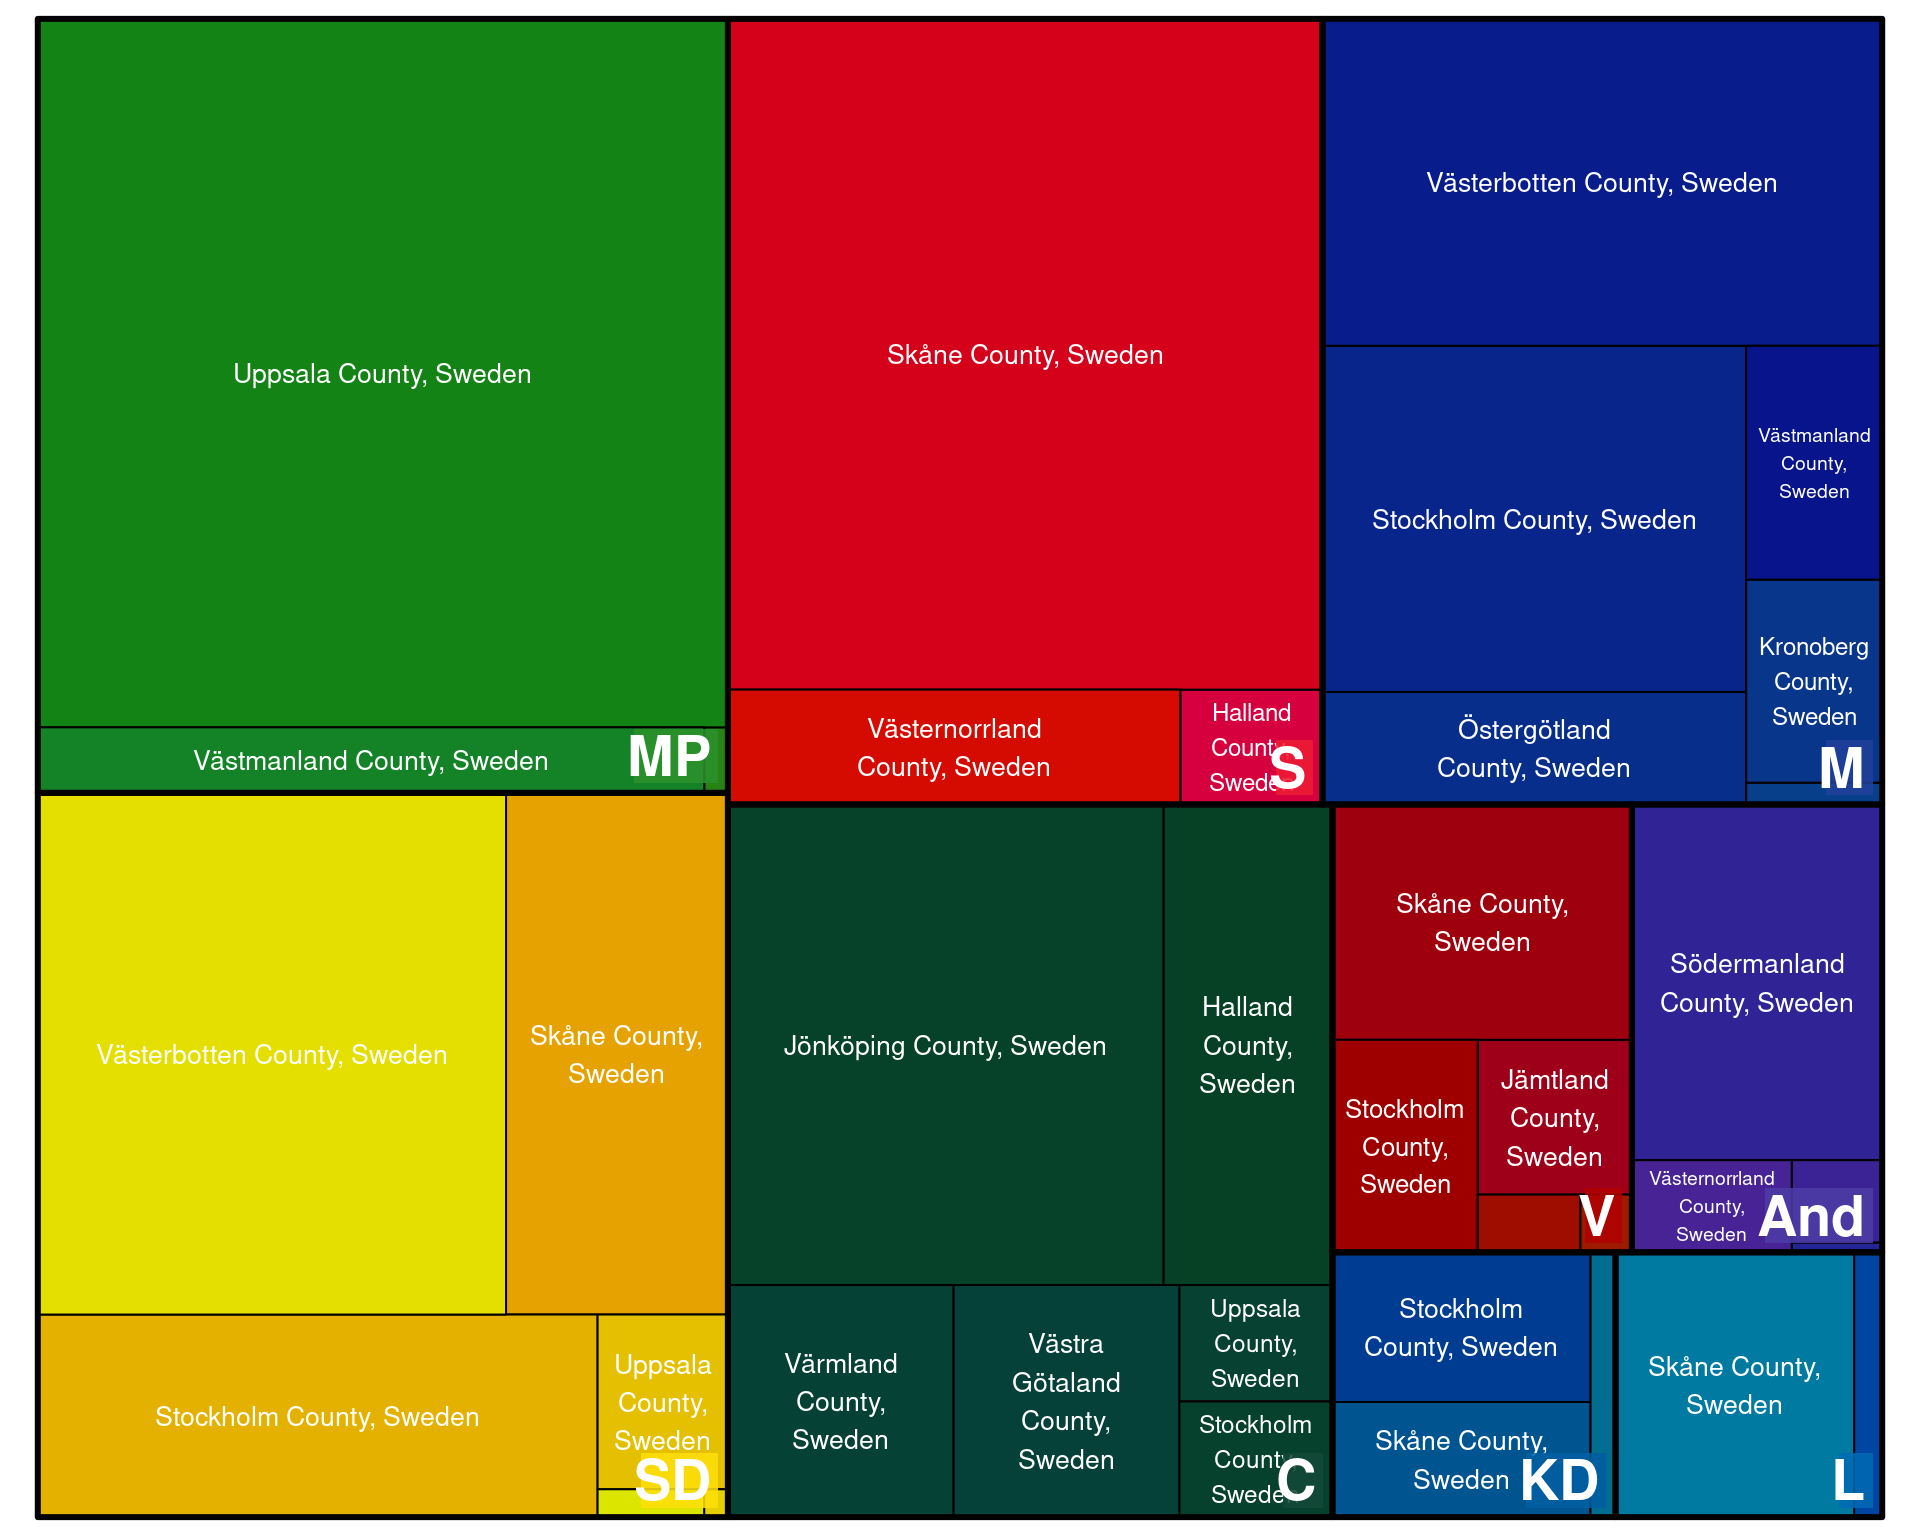 Uppsala County, Sweden
Västmanland County, Sweden
MP
Skåne County, Sweden
Västernorrland
County, Sweden
Halland
County,
Sweden
S
Västerbotten County, Sweden
Stockholm County, Sweden
Västmanland
County,
Sweden
Kronoberg
County,
Sweden
Östergötland
County, Sweden
M
Västerbotten County, Sweden
Skåne County,
Sweden
Stockholm County, Sweden
Uppsala
County,
Sweden
SD
Jönköping County, Sweden
Halland
County,
Sweden
Värmland
County,
Sweden
Västra
Götaland
County,
Sweden
Uppsala
County,
Sweden
Stockholm
County,
Sweden
C
Skåne County,
Sweden
Stockholm
County,
Sweden
Jämtland
County,
Sweden
V
Södermanland
County, Sweden
Västernorrland
County,
Sweden
And
Stockholm
County, Sweden
Skåne County,
Sweden
KD
Skåne County,
Sweden
L